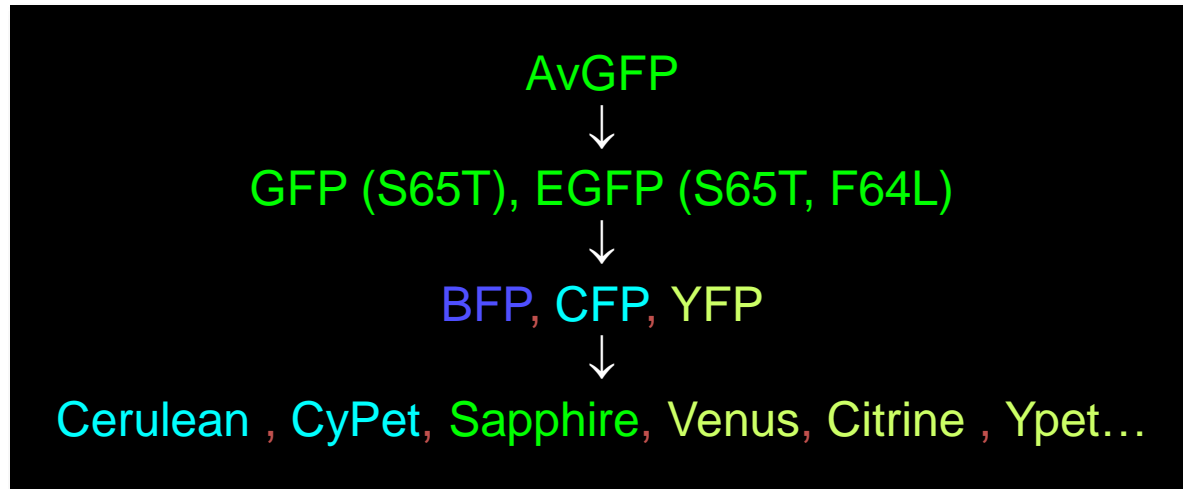 AvGFP
↓
GFP (S65T), EGFP (S65T, F64L)
↓
BFP, CFP, YFP
↓
Cerulean , CyPet, Sapphire, Venus, Citrine , Ypet…